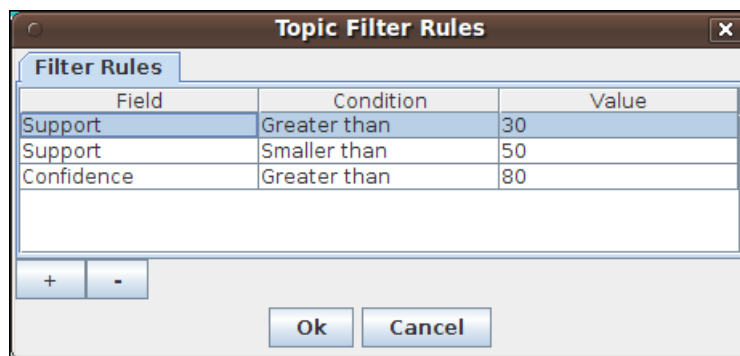 Topic Filter Rules
Filter Rules
Field Condition Value
Support Greater than 30
Support Smaller than 50
Confidence Greater than 80
+ -
Ok Cancel